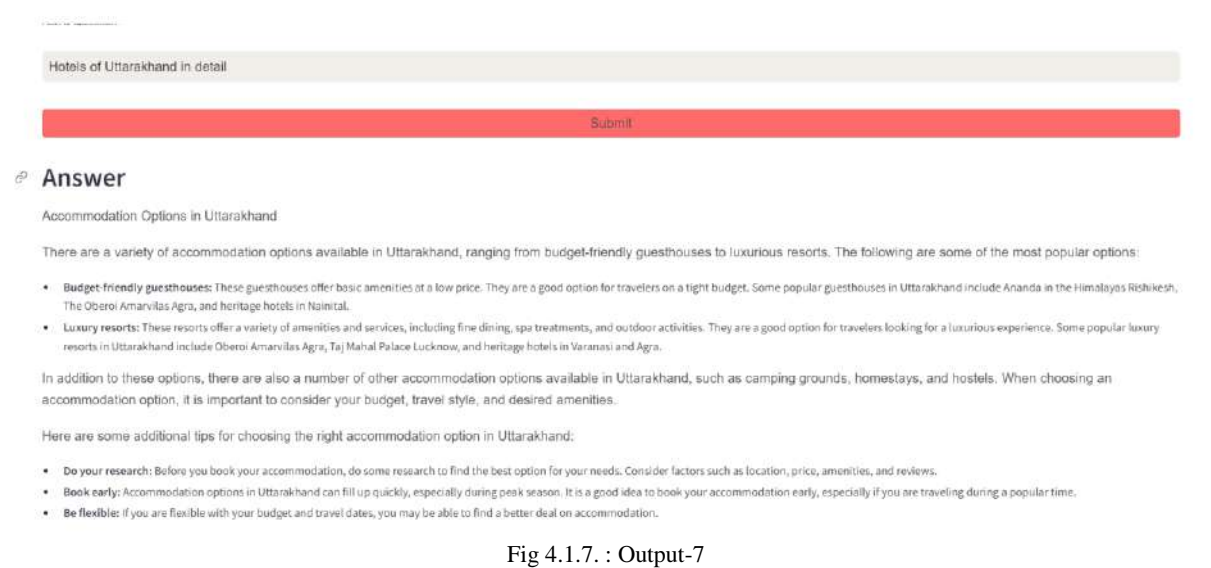 Hotels of Uttarakhand in detail
Submit
Answer
Accommodation Options in Uttarakhand
There are a variety of accommodation options available in Uttarakhand, ranging from budget-friendly guesthouses to luxurious resorts. The following are some of the most popular options:
• Budget-friendly guesthouses: These guesthouses offer basic amenities at a low price. They are a good option for travelers on a tight budget. Some popular guesthouses in Uttarakhand include Ananda in the Himalayas Rishikesh,
The Oberoi Amarvilas Agra, and heritage hotels in Nainital.
• Luxury resorts: These resorts offer a variety of amenities and services, including fine dining, spa treatments, and outdoor activities. They are a good option for travelers looking for a luxurious experience. Some popular luxury
resorts in Uttarakhand include Oberoi Amarvilas Agra, Taj Mahal Palace Lucknow, and heritage hotels in Varanasi and Agra.
In addition to these options, there are also a number of other accommodation options available in Uttarakhand, such as camping grounds, homestays, and hostels. When choosing an
accommodation option, it is important to consider your budget, travel style, and desired amenities.
Here are some additional tips for choosing the right accommodation option in Uttarakhand:
• Do your research: Before you book your accommodation, do some research to find the best option for your needs. Consider factors such as location, price, amenities, and reviews.
• Book early: Accommodation options in Uttarakhand can fill up quickly, especially during peak season. It is a good idea to book your accommodation early, especially if you are traveling during a popular time.
• Be flexible: If you are flexible with your budget and travel dates, you may be able to find a better deal on accommodation.
Fig 4.1.7. : Output-7